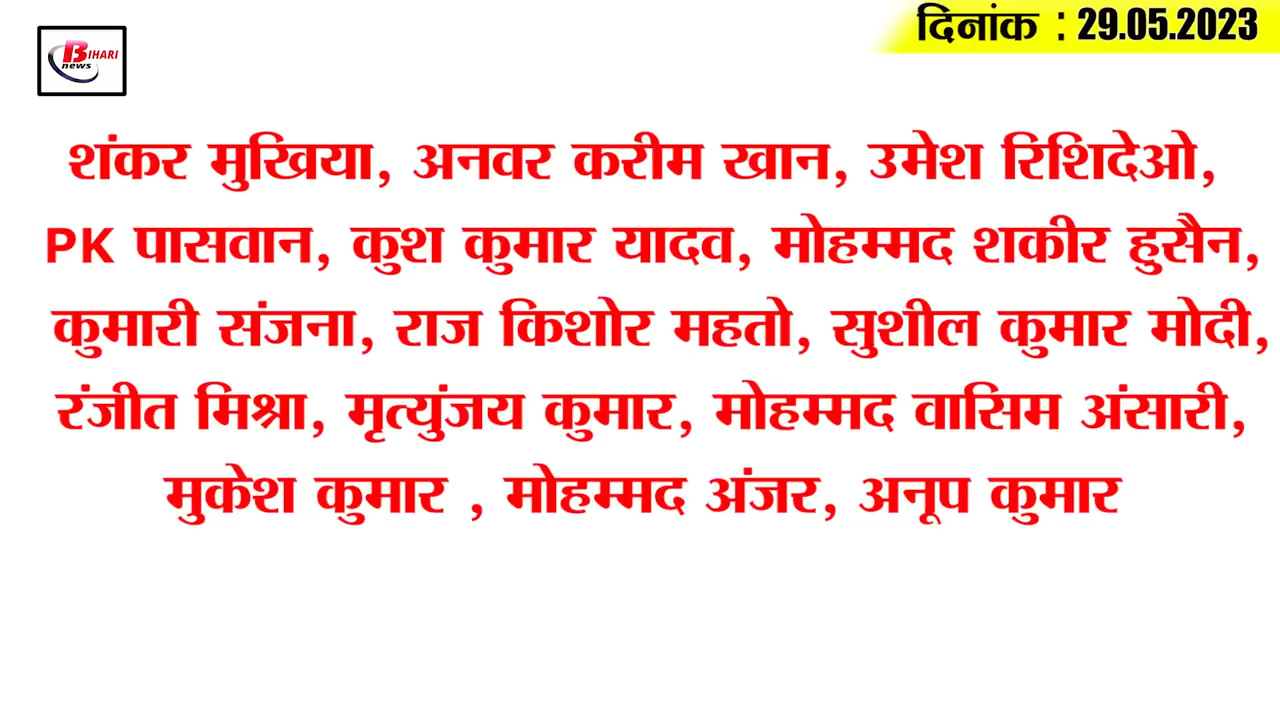 दिनांक : 29.05.2023
BIHARI
news
शंकर मुखिया, अनवर करीम खान, उमेश रिशिदेओ,
PK पासवान, कुश कुमार यादव, मोहम्मद शकीर हुसैन,
कुमारी संजना, राज किशोर महतो, सुशील कुमार मोदी,
रंजीत मिश्रा, मृत्युंजय कुमार, मोहम्मद वासिम अंसारी,
मुकेश कुमार , मोहम्मद अंजर, अनूप कुमार